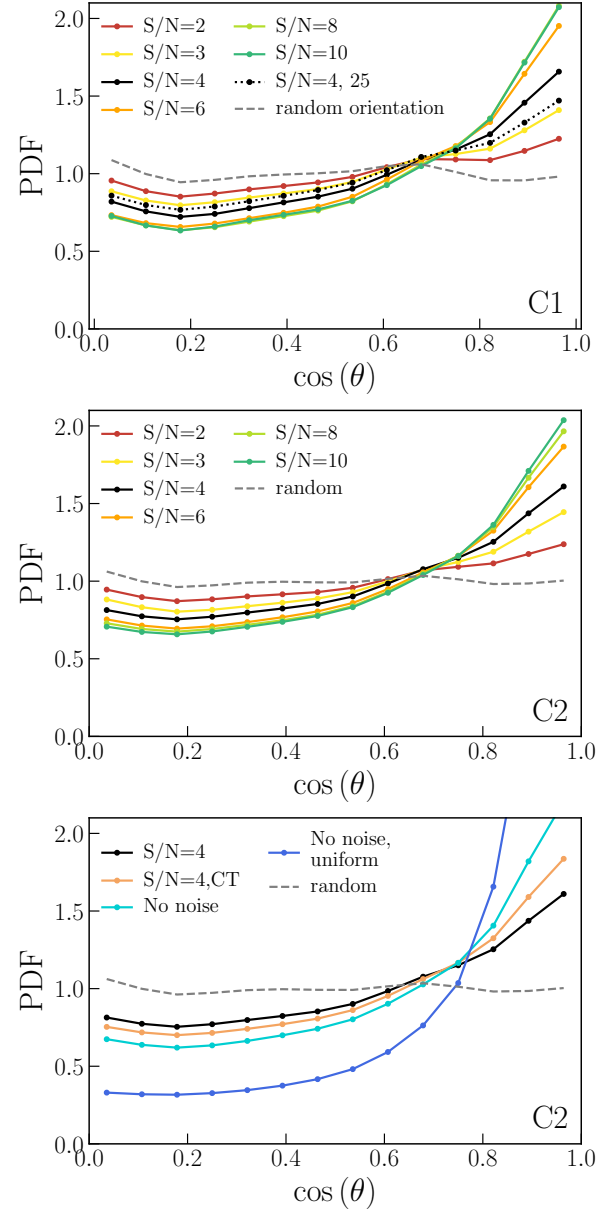 PDF
2.0
1.5
1.0
0.5
0.0
S/N=2
S/N=3
S/N=4
S/N=6
S/N=8
S/N=10
S/N=4, 25
random orientation
C1
0.0 0.2 0.4 0.6 0.8 1.0
cos (θ)
PDF
2.0
1.5
1.0
0.5
0.0
S/N=2
S/N=3
S/N=4
S/N=6
S/N=8
S/N=10
random
C2
0.0 0.2 0.4 0.6 0.8 1.0
cos (θ)
PDF
2.0
1.5
1.0
0.5
0.0
S/N=4
S/N=4,CT
No noise
No noise,
uniform
random
C2
0.0 0.2 0.4 0.6 0.8 1.0
cos (θ)